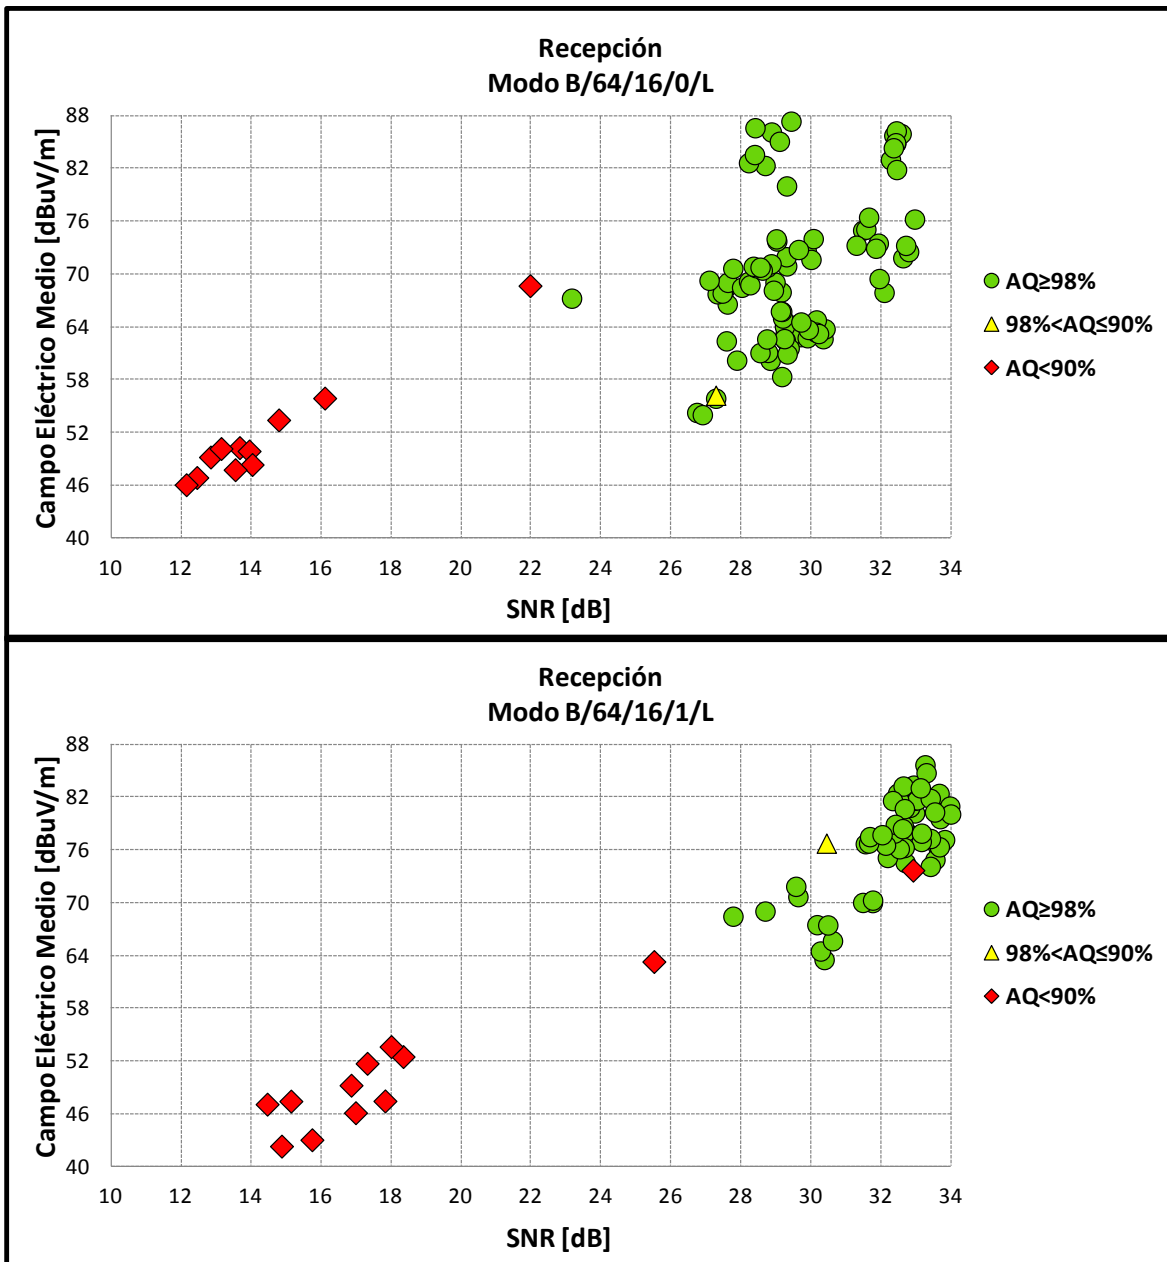 Recepción
Modo B/64/16/0/L
Campo Eléctrico Medio [dBuV/m]
88
82
76
70
64
58
52
46
40
10 12 14 16 18 20 22 24 26 28 30 32 34
SNR [dB]
AQ≥98%
98%<AQ≤90%
AQ<90%
Recepción
Modo B/64/16/1/L
Campo Eléctrico Medio [dBuV/m]
88
82
76
70
64
58
52
46
40
10 12 14 16 18 20 22 24 26 28 30 32 34
SNR [dB]
AQ≥98%
98%<AQ≤90%
AQ<90%